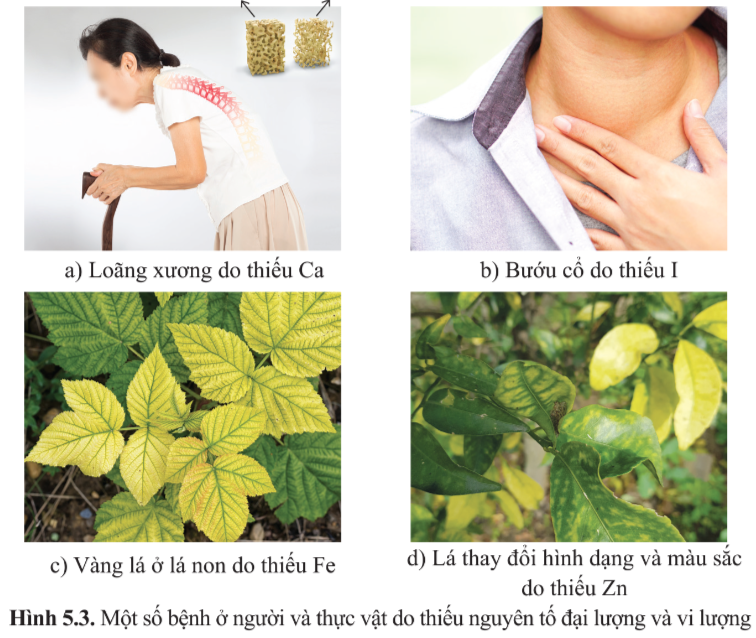 a) Loãng xương do thiếu Ca
b) Bướu cổ do thiếu I
c) Vàng lá ở lá non do thiếu Fe
d) Lá thay đổi hình dạng và màu sắc
do thiếu Zn
Hình 5.3. Một số bệnh ở người và thực vật do thiếu nguyên tố đại lượng và vi lượng